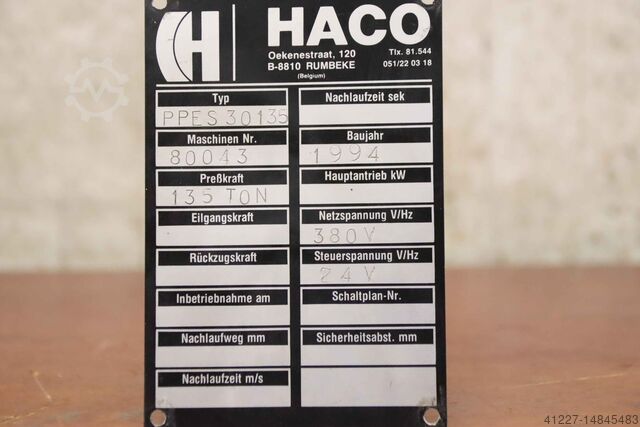 HACO
Oekenestraat, 120
B-8810 RUMBEKE
(Belgium)
Tlx. 81.544
051/22 03 18
Typ
PPES 30135
Maschinen Nr.
80043
Preßkraft
135 TON
Eilgangskraft
Rückzugskraft
Inbetriebnahme am
Nachlaufweg mm
Nachlaufzeit m/s
Nachlaufzeit sek
Baujahr
1994
Hauptantrieb kW
Netzspannung V/Hz
380V
Steuerspannung V/Hz
24V
Schaltplan-Nr.
Sicherheitsabst. mm
41227-14845483